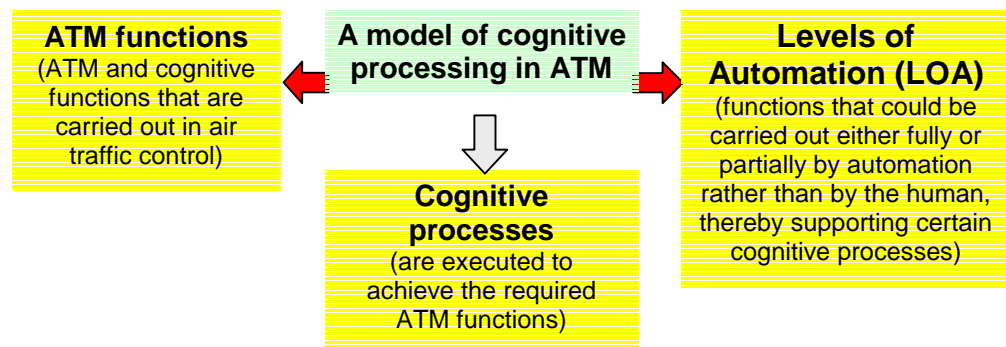 ATM functions
(ATM and cognitive
functions that are
carried out in air
traffic control)
A model of cognitive
processing in ATM
Levels of
Automation (LOA)
(functions that could be
carried out either fully or
partially by automation
rather than by the human,
thereby supporting certain
cognitive processes)
Cognitive
processes
(are executed to
achieve the required
ATM functions)